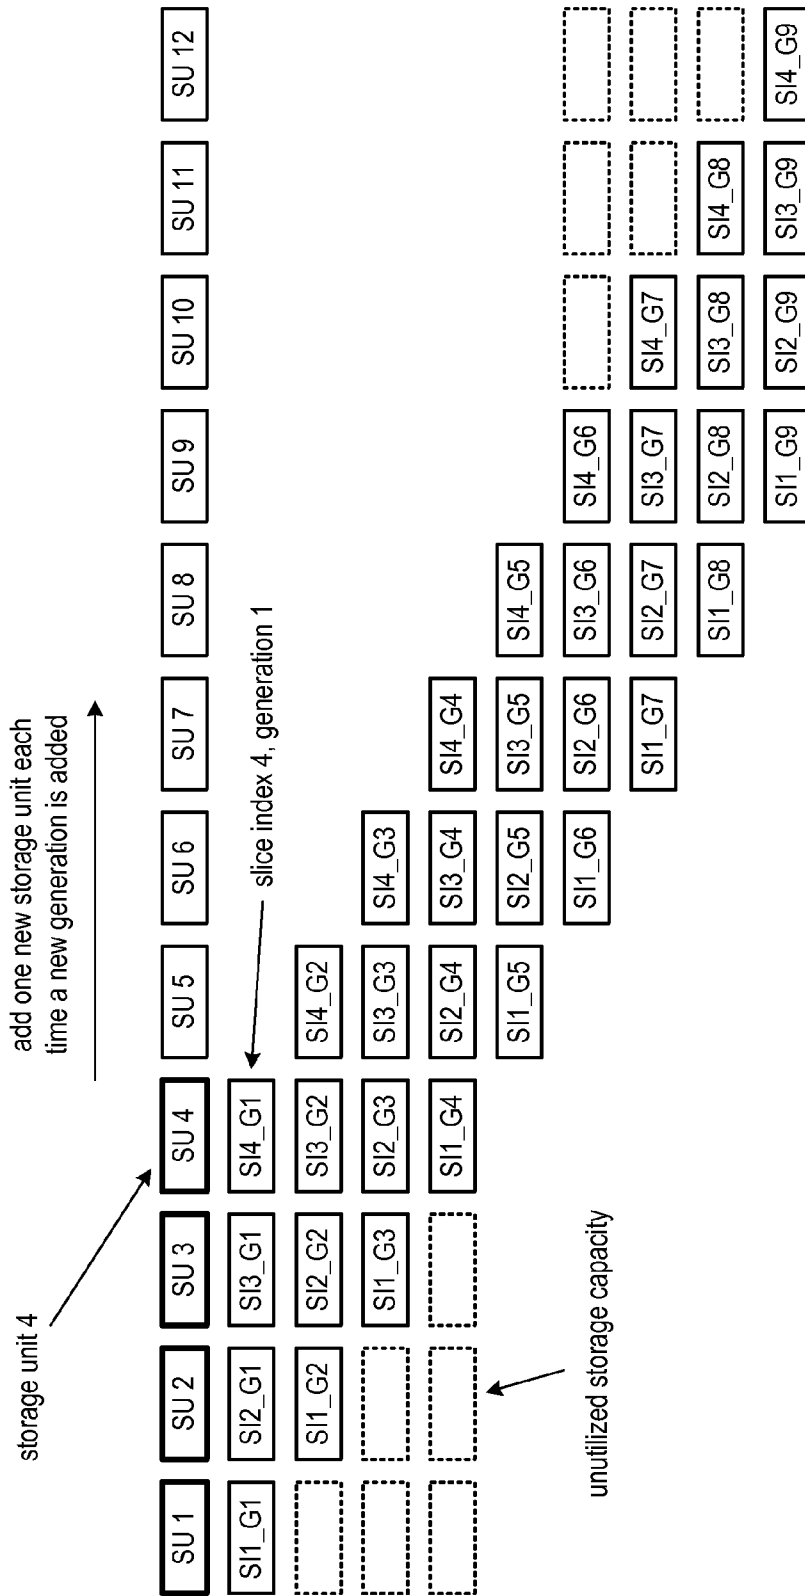 storage unit 4
add one new storage unit each
time a new generation is added
SU 1
SU 2
SU 3
SU 4
SU 5
SU 6
SU 7
SU 8
SU 9
SU 10
SU 11
SU 12
SI1_G1
SI2_G1
SI3_G1
SI4_G1
slice index 4, generation 1
SI1_G2
SI2_G2
SI3_G2
SI4_G2
SI1_G3
SI2_G3
SI3_G3
SI4_G3
SI1_G4
SI2_G4
SI3_G4
SI4_G4
SI1_G5
SI2_G5
SI3_G5
SI4_G5
unutilized storage capacity
SI1_G6
SI2_G6
SI3_G6
SI4_G6
SI1_G7
SI2_G7
SI3_G7
SI4_G7
SI1_G8
SI2_G8
SI3_G8
SI4_G8
SI1_G9
SI2_G9
SI3_G9
SI4_G9